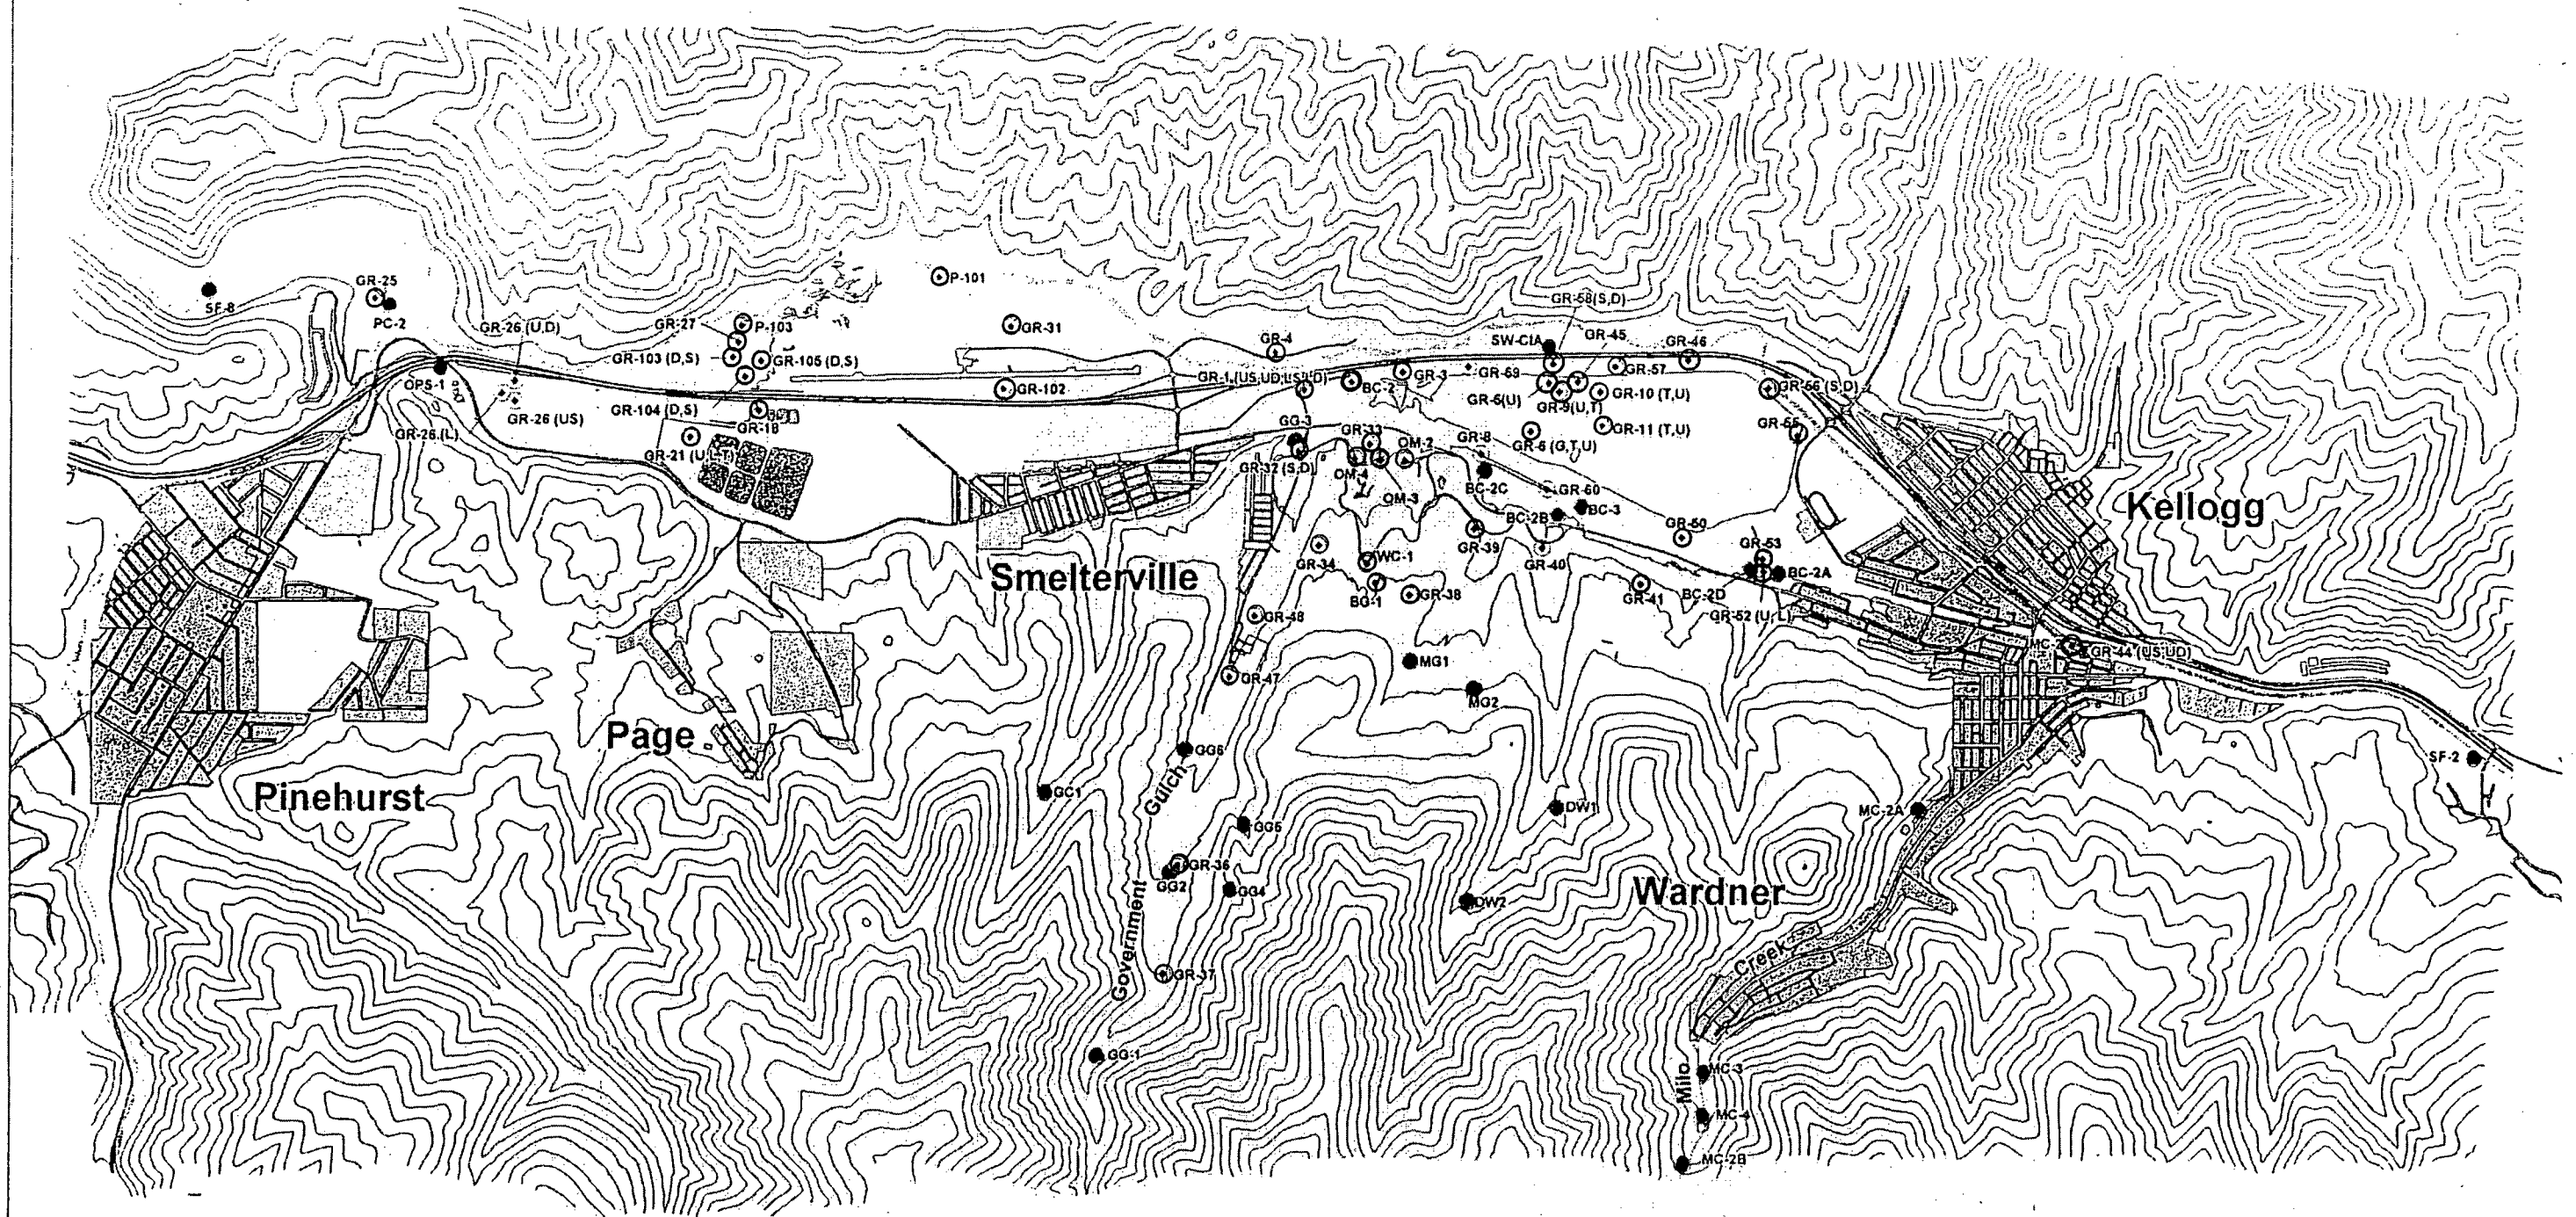 P-101
SF-8
GR-25
PC-2
GR-26 (U,D)
GR-27
P-103
GR-31
GR-58(S,D)
GR-4
SW-CIA
GR-45
GR-46
GR-103 (D,S)
GR-105 (D,S)
OPS-1
GR-1 (US,UD,LS,LD)
BC-2
GR-3
GR-59
GR-57
GR-56 (S,D)
GR-102
GR-10 (T,U)
GR-104 (D,S)
GR-26 (US)
GR-18
GR-9(U,T)
GR-26 (L)
GG-3
GR-33
OM-2
GR-8
GR-11 (T,U)
GR-55
GR-21 (U,L,T)
GR-32 (S,D)
OM-4
OM-3
BC-2C
GR-60
BC-3
BC-2B
Kellogg
GR-50
GR-39
GR-53
GR-34
WC-1
GR-40
BC-2A
Smelterville
BG-1
GR-38
GR-41
BC-2D
GR-52 (U, L)
GR-48
GR-44 (US,UD)
MG1
GR-47
MG2
Page
GG6
SF-2
Pinehurst
GC1
Gulch
DW1
MC-2A
GG5
GR-36
GG2
GG4
Wardner
DW2
Government
Creek
GR-37
GG-1
Milo
MC-3
MC-4
MC-2B